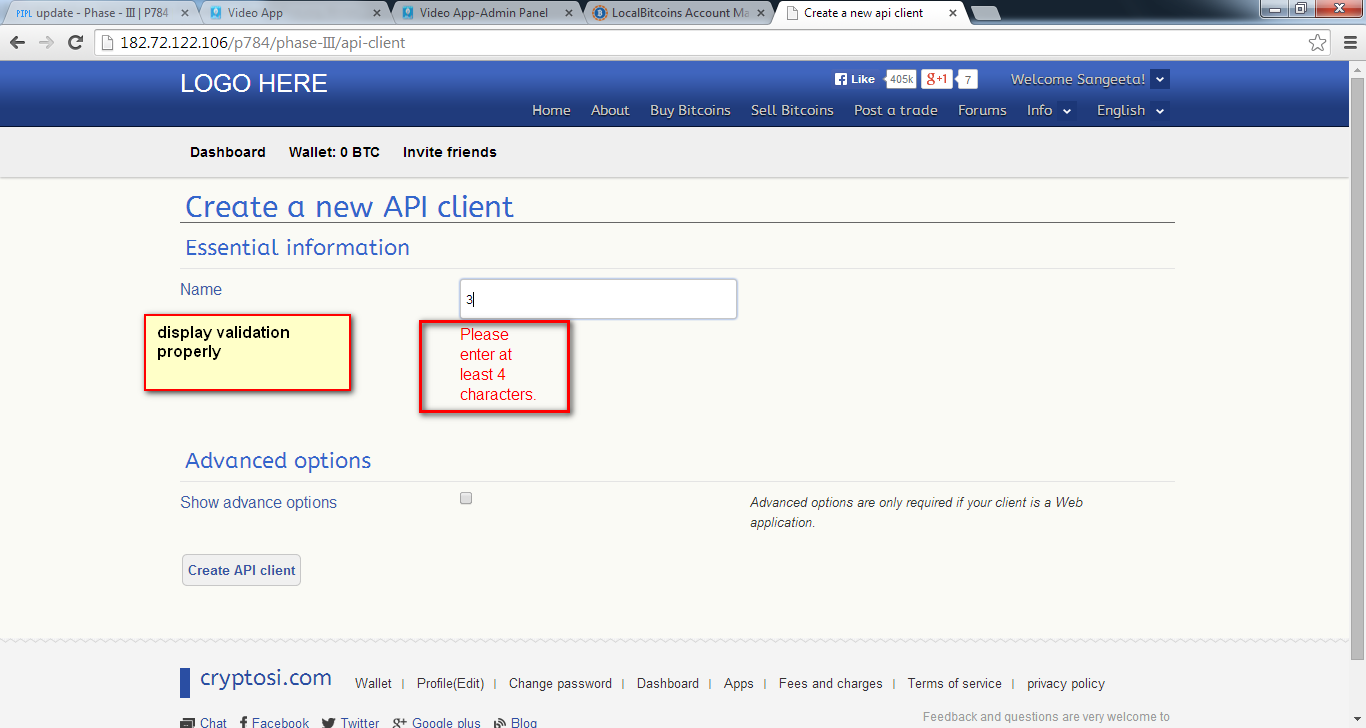 PIPL update - Phase - III | P784
Video App
Video App-Admin Panel
LocalBitcoins Account Ma
Create a new api client
182.72.122.106/p784/phase-III/api-client
LOGO HERE
Like 405k g+1 7
Welcome Sangeeta!
Home About Buy Bitcoins Sell Bitcoins Post a trade Forums Info English
Dashboard Wallet: 0 BTC Invite friends
Create a new API client
Essential information
Name
3
display validation
properly
Please
enter at
least 4
characters.
Advanced options
Show advance options
Advanced options are only required if your client is a Web
application.
Create API client
cryptosi.com
Wallet | Profile(Edit) | Change password | Dashboard | Apps | Fees and charges | Terms of service | privacy policy
Chat Facebook Twitter Google plus Blog
Feedback and questions are very welcome to